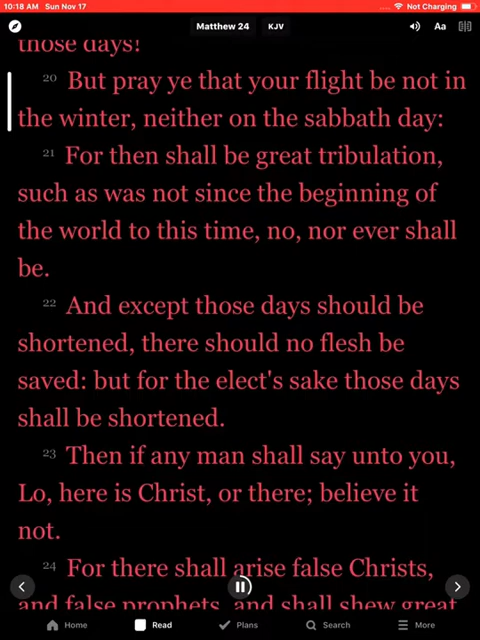 10:18 AM Sun Nov 17 Not Charging
Matthew 24 KJV Aa
those days!
20 But pray ye that your flight be not in
the winter, neither on the sabbath day:
21 For then shall be great tribulation,
such as was not since the beginning of
the world to this time, no, nor ever shall
be.
22 And except those days should be
shortened, there should no flesh be
saved: but for the elect's sake those days
shall be shortened.
23 Then if any man shall say unto you,
Lo, here is Christ, or there; believe it
not.
24 For there shall arise false Christs,
and false prophets, and shall shew great
Home Read Plans Search More